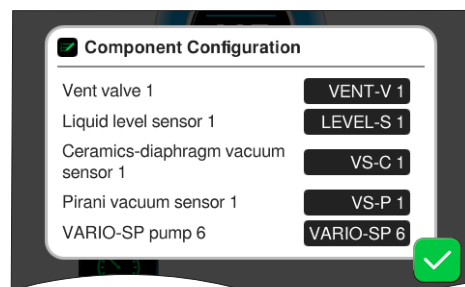 Component Configuration
Vent valve 1 VENT-V 1
Liquid level sensor 1 LEVEL-S 1
Ceramics-diaphragm vacuum
sensor 1 VS-C 1
Pirani vacuum sensor 1 VS-P 1
VARIO-SP pump 6 VARIO-SP 6